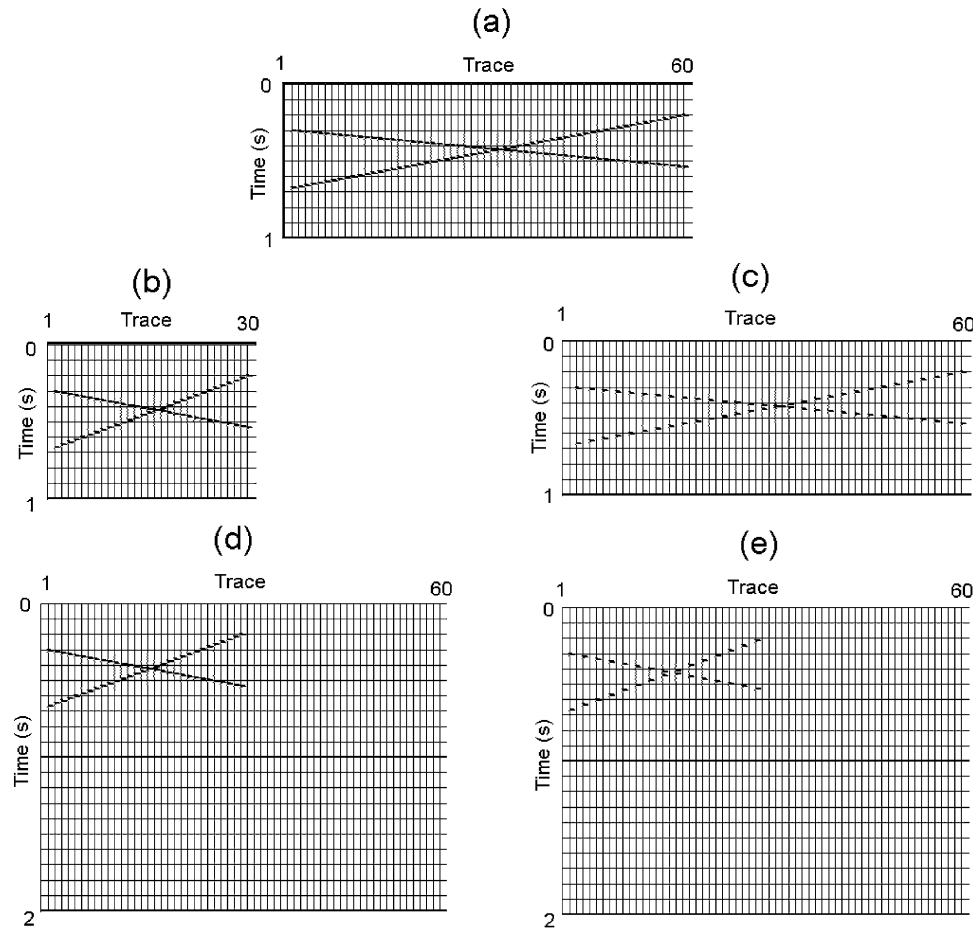 (a)
1 Trace 60
0
Time (s)
1
(b)
1 Trace 30
0
Time (s)
1
(c)
1 Trace 60
0
Time (s)
1
(d)
1 Trace 60
0
Time (s)
2
(e)
1 Trace 60
0
Time (s)
2